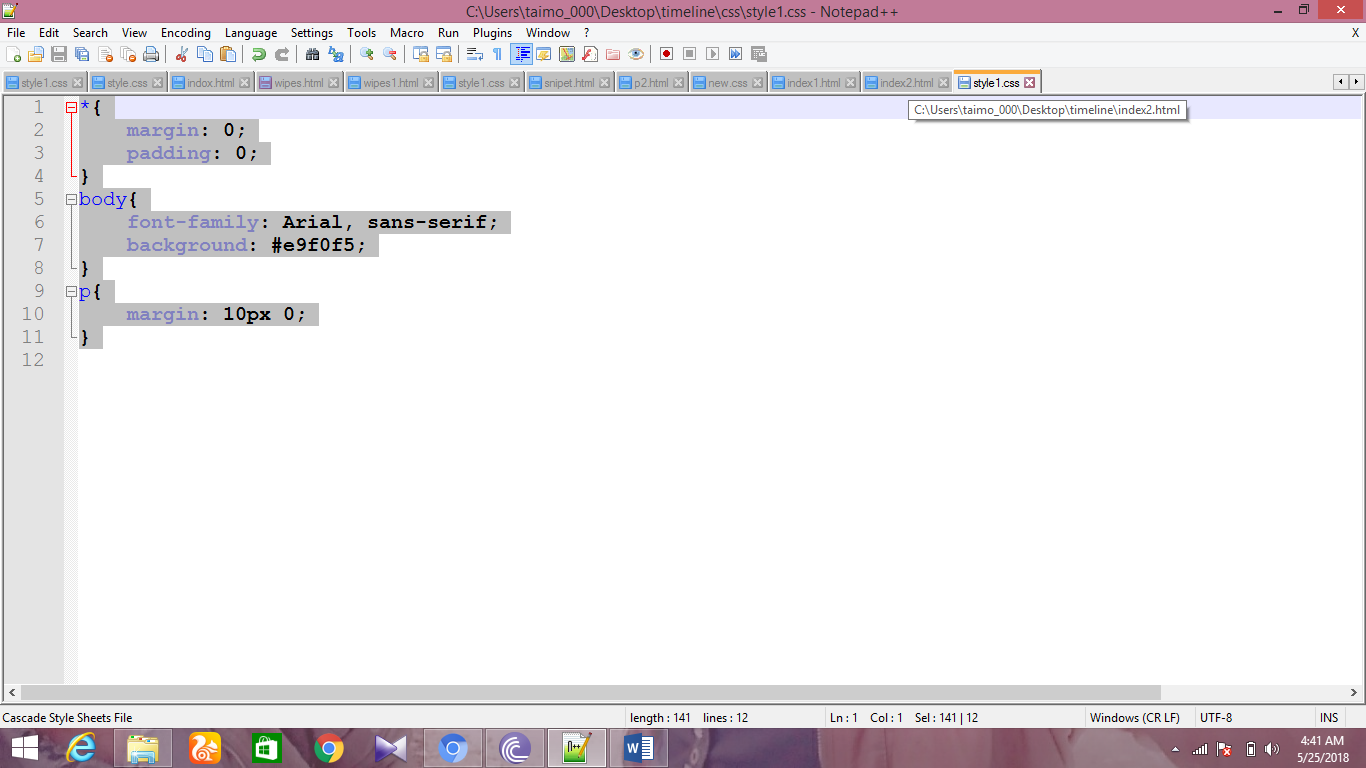 C:\Users\taimo_000\Desktop\timeline\css\style1.css - Notepad++
File Edit Search View Encoding Language Settings Tools Macro Run Plugins Window ? X
style1.css style.css indox.html wipes.html wipes1.html style1.css snipet.html p2.html new.css index1.html index2.html style1.css
C:\Users\taimo_000\Desktop\timeline\index2.html
1 *{
2 margin: 0;
3 padding: 0;
4 }
5 body{
6 font-family: Arial, sans-serif;
7 background: #e9f0f5;
8 }
9 p{
10 margin: 10px 0;
11 }
12
Cascade Style Sheets File length : 141 lines : 12 Ln : 1 Col : 1 Sel : 141 | 12 Windows (CR LF) UTF-8 INS
4:41 AM
5/25/2018